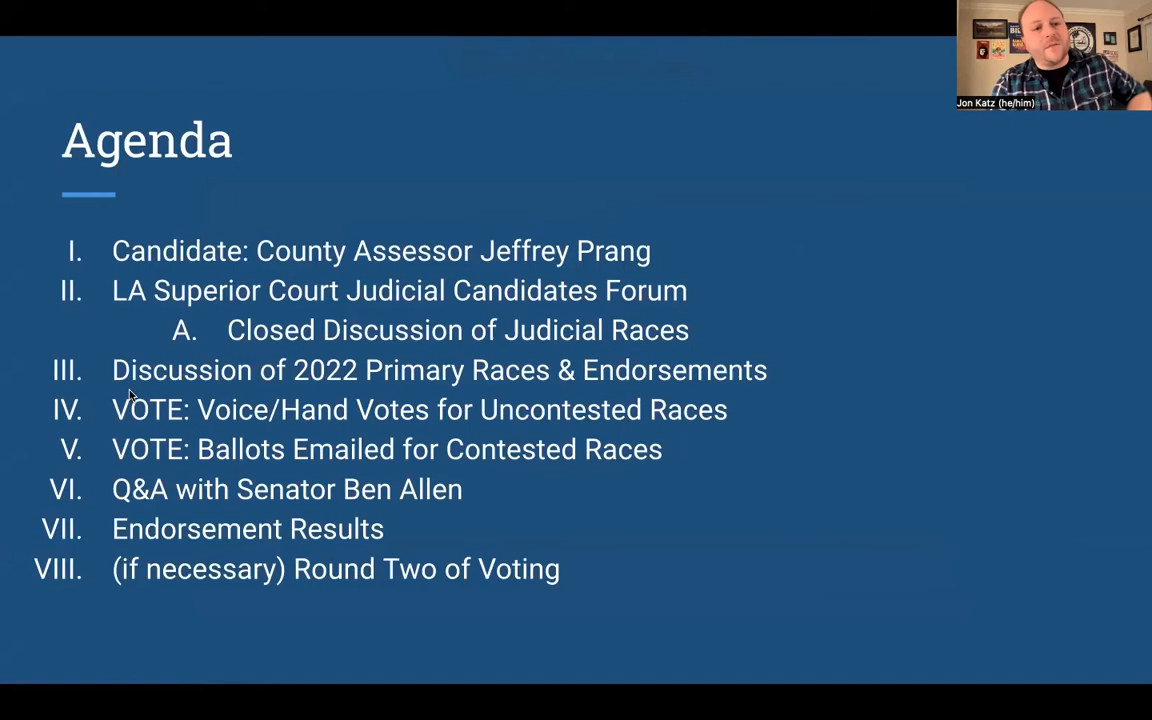 Jon Katz (he/him)
Agenda
I. Candidate: County Assessor Jeffrey Prang
II. LA Superior Court Judicial Candidates Forum
A. Closed Discussion of Judicial Races
III. Discussion of 2022 Primary Races & Endorsements
IV. VOTE: Voice/Hand Votes for Uncontested Races
V. VOTE: Ballots Emailed for Contested Races
VI. Q&A with Senator Ben Allen
VII. Endorsement Results
VIII. (if necessary) Round Two of Voting